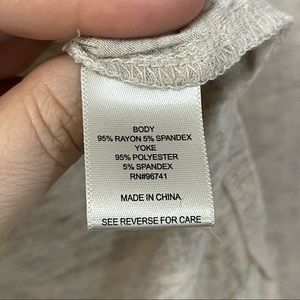 BODY
95% RAYON 5% SPANDEX
YOKE
95% POLYESTER
5% SPANDEX
RN#96741
MADE IN CHINA
SEE REVERSE FOR CARE